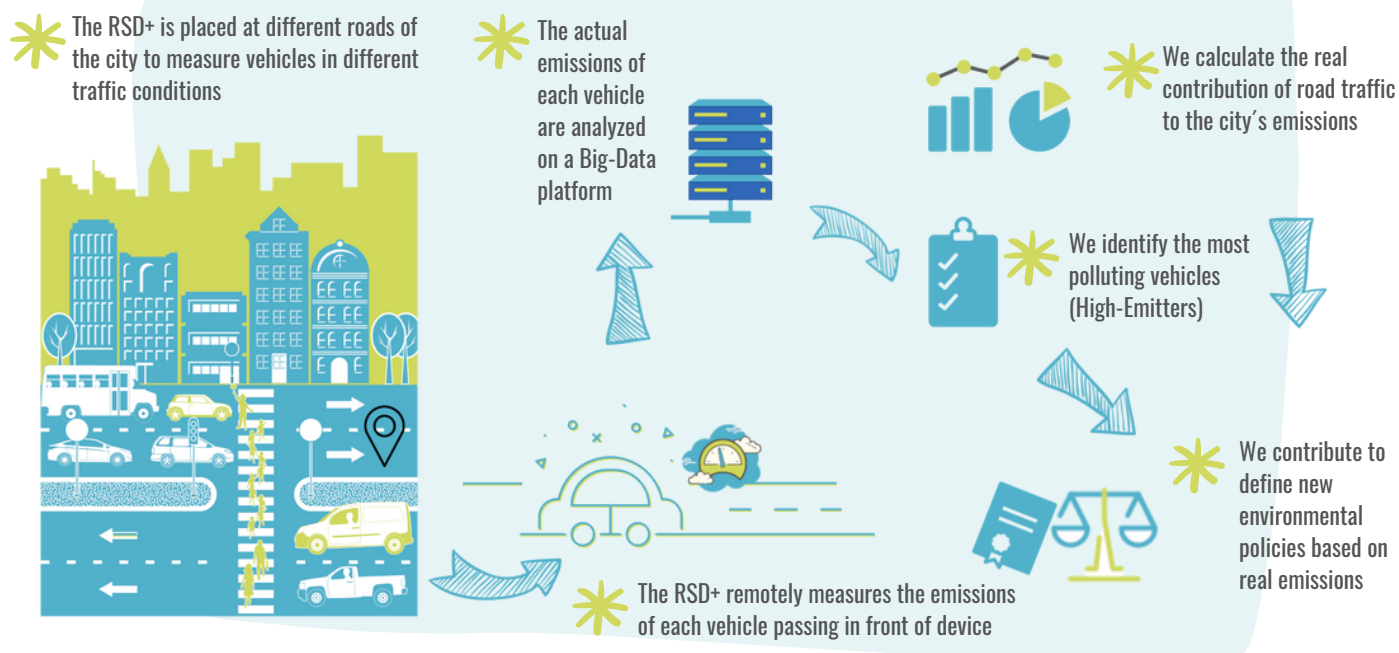 The RSD+ is placed at different roads of
the city to measure vehicles in different
traffic conditions
The RSD+ remotely measures the emissions
of each vehicle passing in front of device
The actual
emissions of
each vehicle
are analyzed
on a Big-Data
platform
We calculate the real
contribution of road traffic
to the city´s emissions
We identify the most
polluting vehicles
(High-Emitters)
We contribute to
define new
environmental
policies based on
real emissions